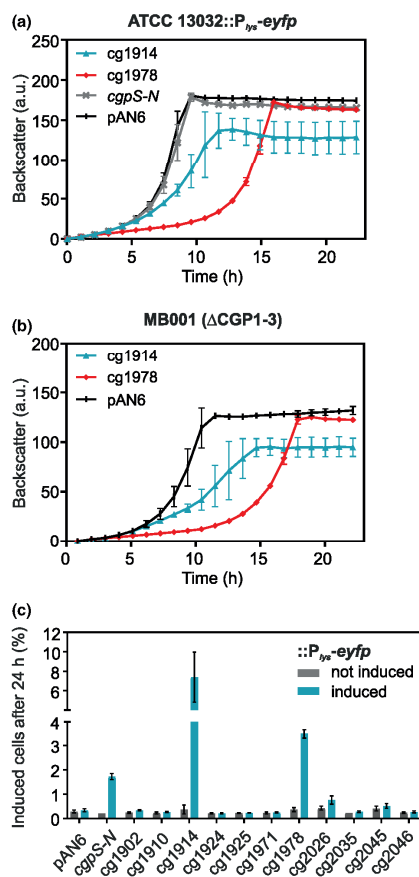 (a)
ATCC 13032::Plys-eyfp
Backscatter (a.u.)
250
200
150
100
50
0
cg1914
cg1978
cgpS-N
pAN6
0 5 10 15 20
Time (h)
(b)
MB001 (ΔCGP1-3)
Backscatter (a.u.)
200
150
100
50
0
cg1914
cg1978
pAN6
0 5 10 15 20
Time (h)
(c)
Induced cells after 24 h (%)
12
10
8
6
4
4
3
2
1
0
::Plys-eyfp
not induced
induced
pAN6
cgpS-N
cg1902
cg1910
cg1914
cg1924
cg1925
cg1971
cg1978
cg2026
cg2035
cg2045
cg2046